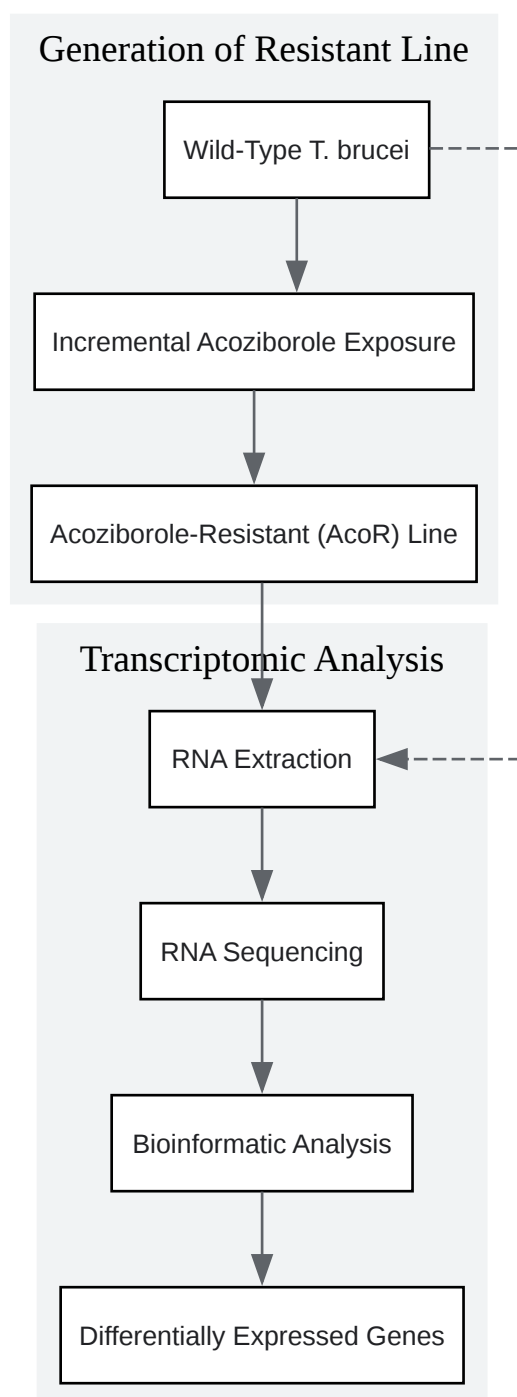 Generation of Resistant Line
Wild-Type T. brucei
Incremental Acoziborole Exposure
Acoziborole-Resistant (AcoR) Line
Transcriptomic Analysis
RNA Extraction
RNA Sequencing
Bioinformatic Analysis
Differentially Expressed Genes